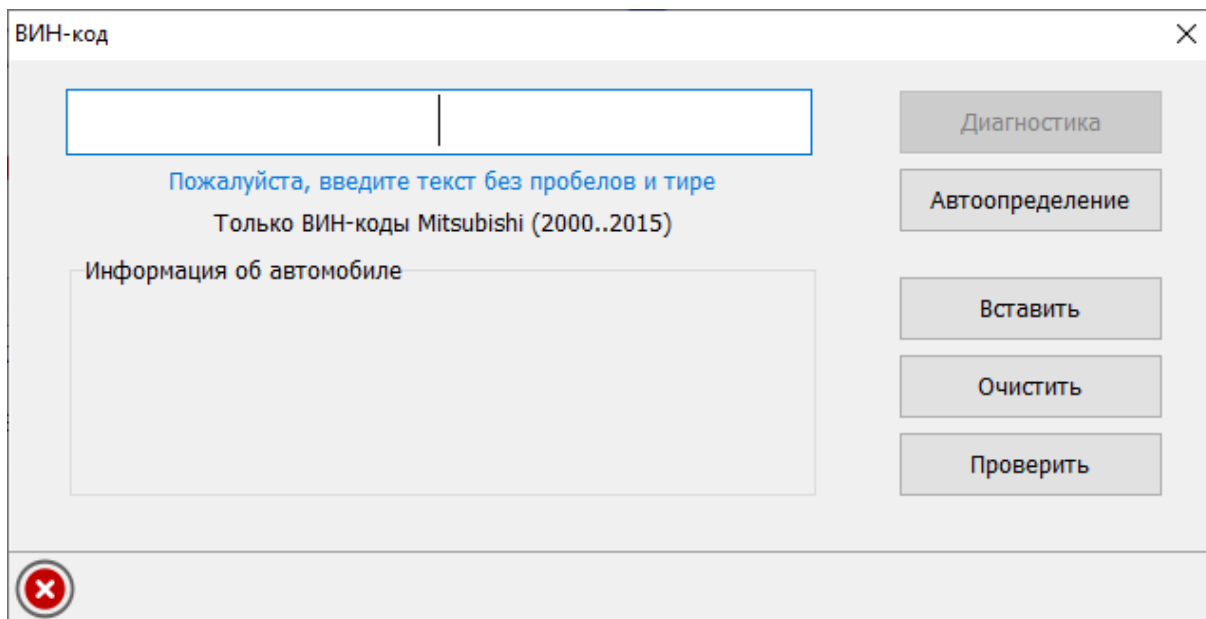 ВИН-код
Диагностика
Пожалуйста, введите текст без пробелов и тире
Автоопределение
Только ВИН-коды Mitsubishi (2000..2015)
Информация об автомобиле
Вставить
Очистить
Проверить